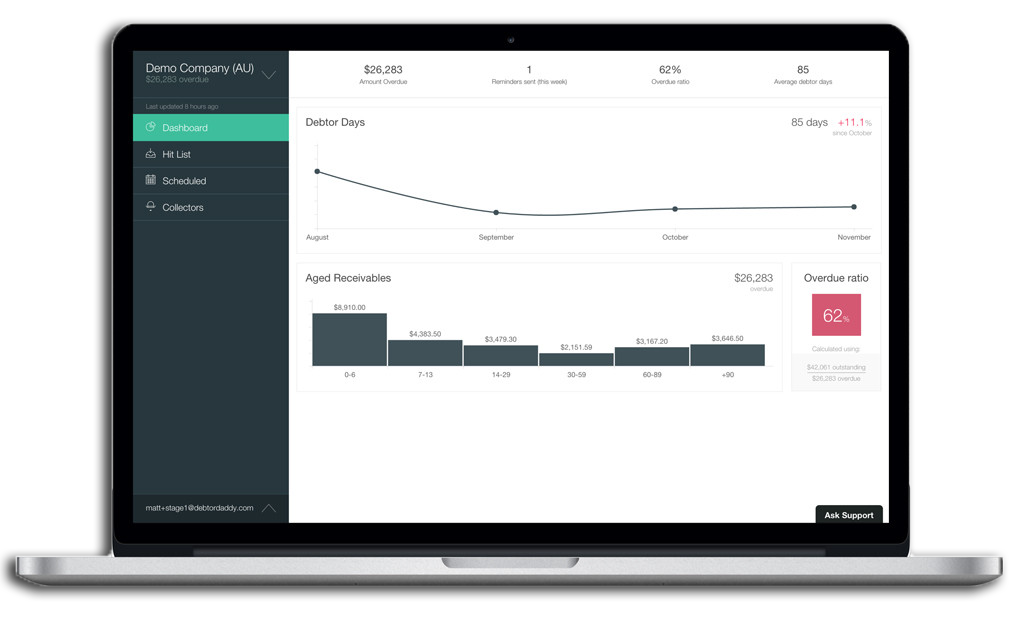 Demo Company (AU)
$26,283 overdue
Last updated 8 hours ago
Dashboard
Hit List
Scheduled
Collectors
matt+stage1@debtordaddy.com
$26,283
Amount Overdue
1
Reminders sent (this week)
62%
Overdue ratio
85
Average debtor days
Debtor Days
85 days +11.1%
since October
August September October November
Aged Receivables
$26,283
overdue
$8,910.00 $4,383.50 $3,479.30 $2,151.59 $3,167.20 $3,646.50
0-6 7-13 14-29 30-59 60-89 +90
Overdue ratio
62%
Calculated using:
$42,061 outstanding
$26,283 overdue
Ask Support